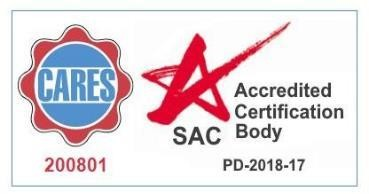 CARES
200801
SAC
Accredited
Certification
Body
PD-2018-17